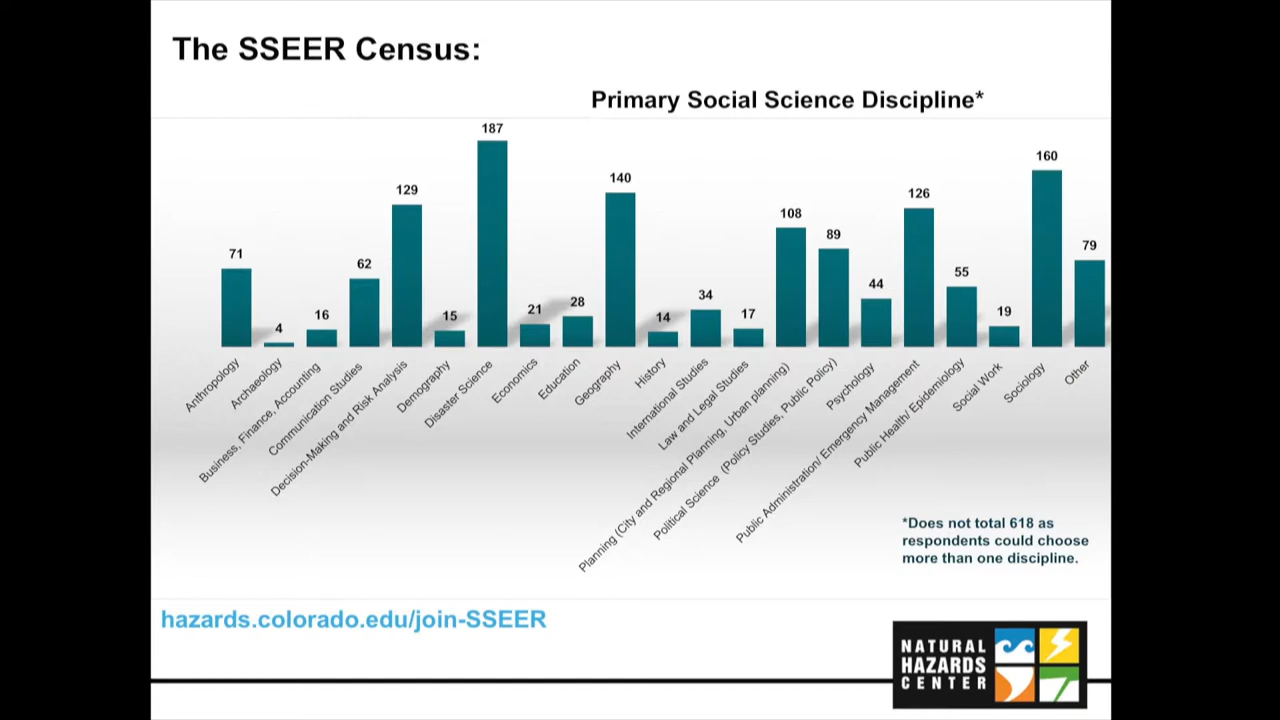 The SSEER Census:
Primary Social Science Discipline*
71
4
16
62
129
15
187
21
28
140
14
34
17
108
89
44
126
55
19
160
79
Anthropology
Archaeology
Business, Finance, Accounting
Communication Studies
Decision-Making and Risk Analysis
Demography
Disaster Science
Economics
Education
Geography
History
International Studies
Law and Legal Studies
Planning (City and Regional Planning, Urban planning)
Political Science (Policy Studies, Public Policy)
Psychology
Public Administration/ Emergency Management
Public Health/ Epidemiology
Social Work
Sociology
Other
*Does not total 618 as
respondents could choose
more than one discipline.
hazards.colorado.edu/join-SSEER
NATURAL
HAZARDS
CENTER